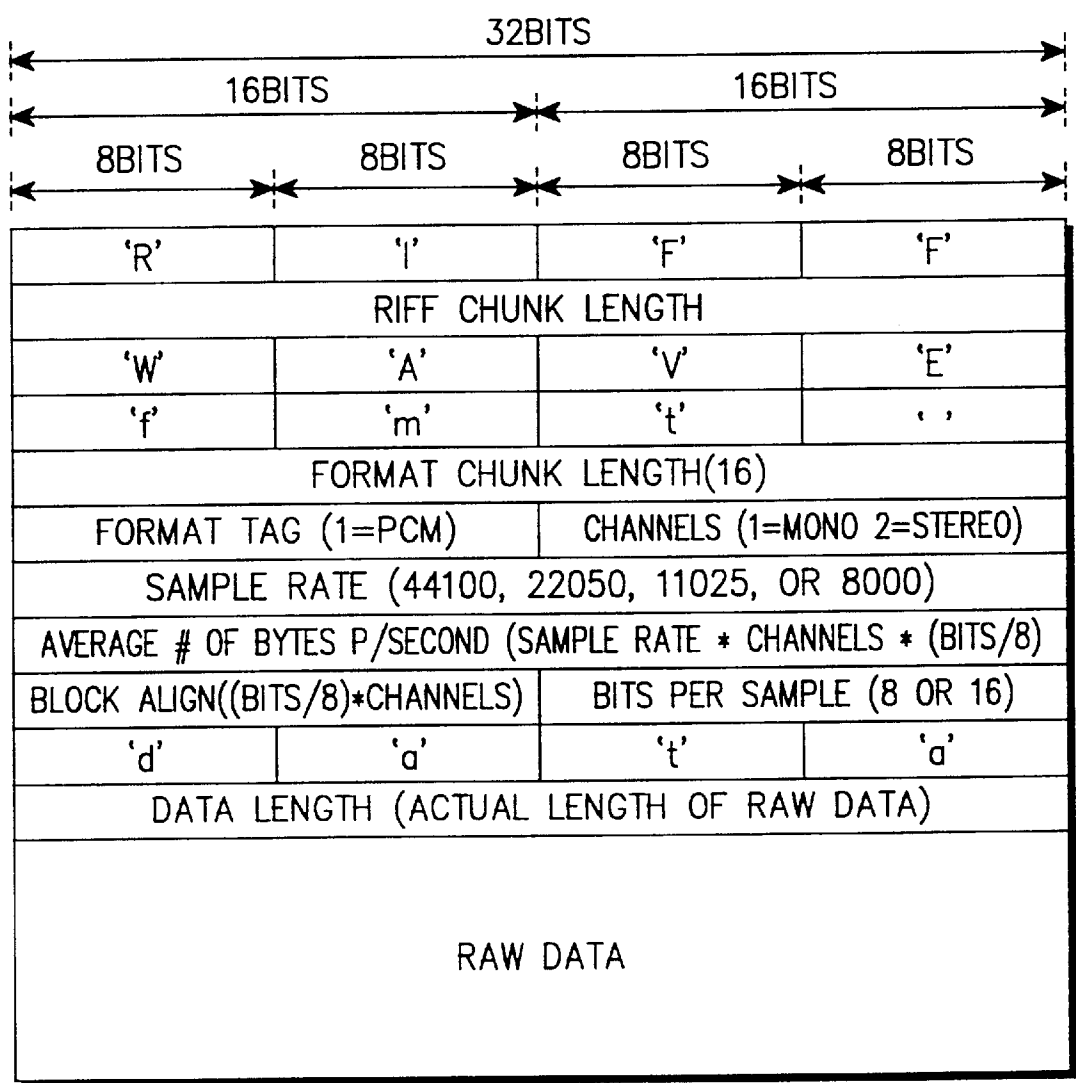 32BITS
16BITS 16BITS
8BITS 8BITS 8BITS 8BITS
‘R’ ‘I’ ‘F’ ‘F’
RIFF CHUNK LENGTH
‘W’ ‘A’ ‘V’ ‘E’
‘f’ ‘m’ ‘t’ ‘ ’
FORMAT CHUNK LENGTH(16)
FORMAT TAG (1=PCM) CHANNELS (1=MONO 2=STEREO)
SAMPLE RATE (44100, 22050, 11025, OR 8000)
AVERAGE # OF BYTES P/SECOND (SAMPLE RATE * CHANNELS * (BITS/8)
BLOCK ALIGN((BITS/8)*CHANNELS) BITS PER SAMPLE (8 OR 16)
‘d’ ‘a’ ‘t’ ‘a’
DATA LENGTH (ACTUAL LENGTH OF RAW DATA)
RAW DATA